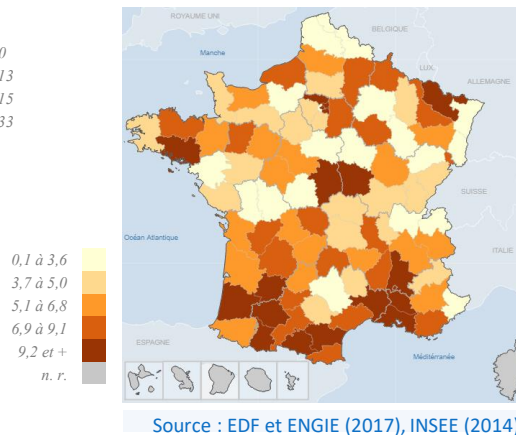 0
13
15
33
ROYAUME UNI
BELGIQUE
Manche
LUX.
ALLEMAGNE
SUISSE
Océan Atlantique
ITALIE
0,1 à 3,6
3,7 à 5,0
5,1 à 6,8
6,9 à 9,1
9,2 et +
n. r.
ESPAGNE
Méditérranée
Source : EDF et ENGIE (2017), INSEE (2014)